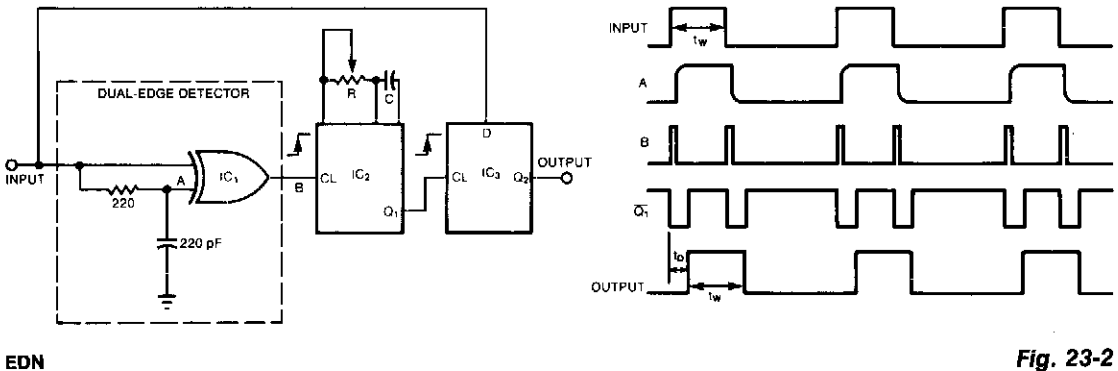 DUAL-EDGE DETECTOR
INPUT
A
220
220 pF
IC₁
B
R
C
CL
IC₂
Q₁
D
CL
IC₃
Q₂
OUTPUT
INPUT
tW
A
B
Q̅₁
tD
tW
OUTPUT
EDN
Fig. 23-2